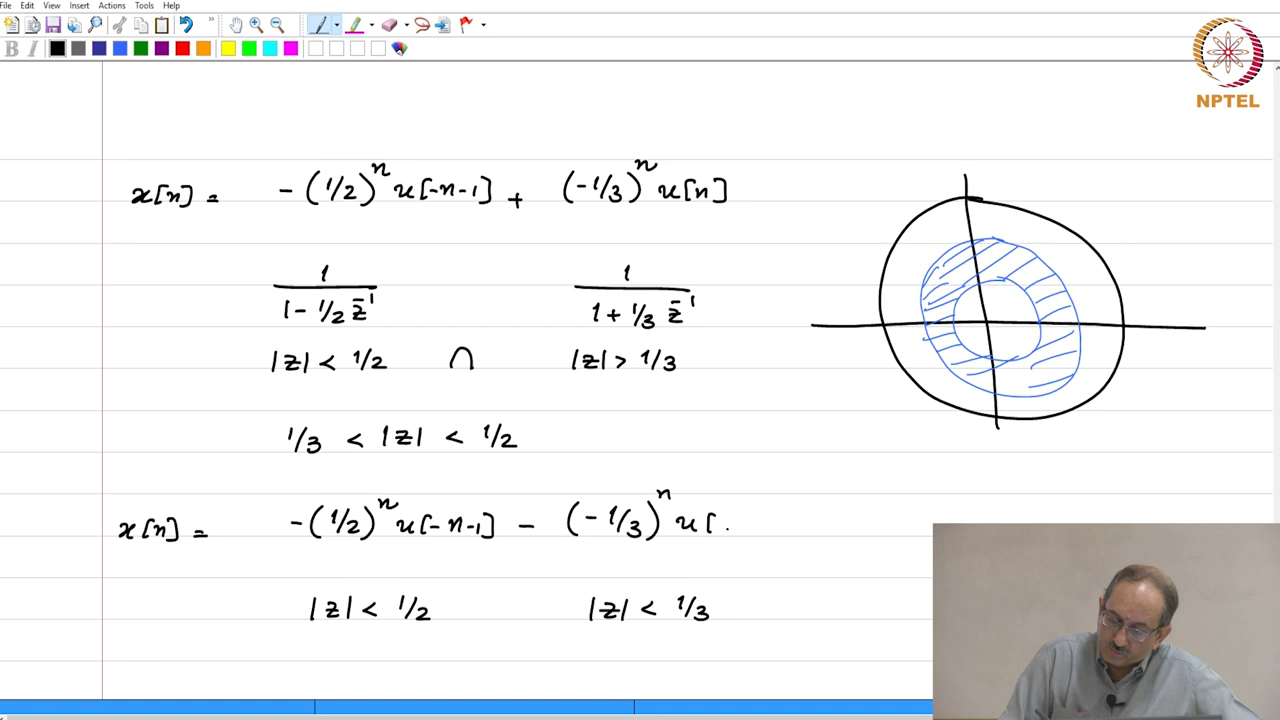 File Edit View Insert Actions Tools Help
B I
NPTEL
x[n] = - (1/2)^n u[-n-1] + (-1/3)^n u[n]
1 / (1 - 1/2 z^-1) 1 / (1 + 1/3 z^-1)
|z| < 1/2 ∩ |z| > 1/3
1/3 < |z| < 1/2
x[n] = - (1/2)^n u[-n-1] - (-1/3)^n u[.
|z| < 1/2 |z| < 1/3